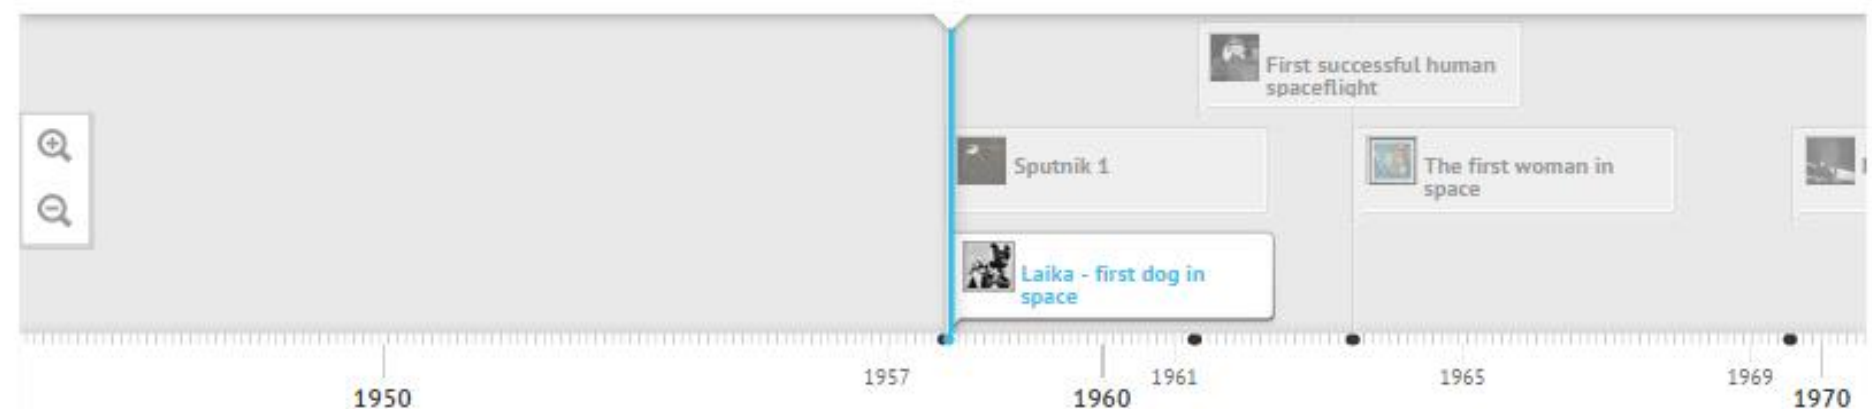 First successful human
spaceflight
Sputnik 1
The first woman in
space
Laika - first dog in
space
1957
1961
1965
1969
1950
1960
1970